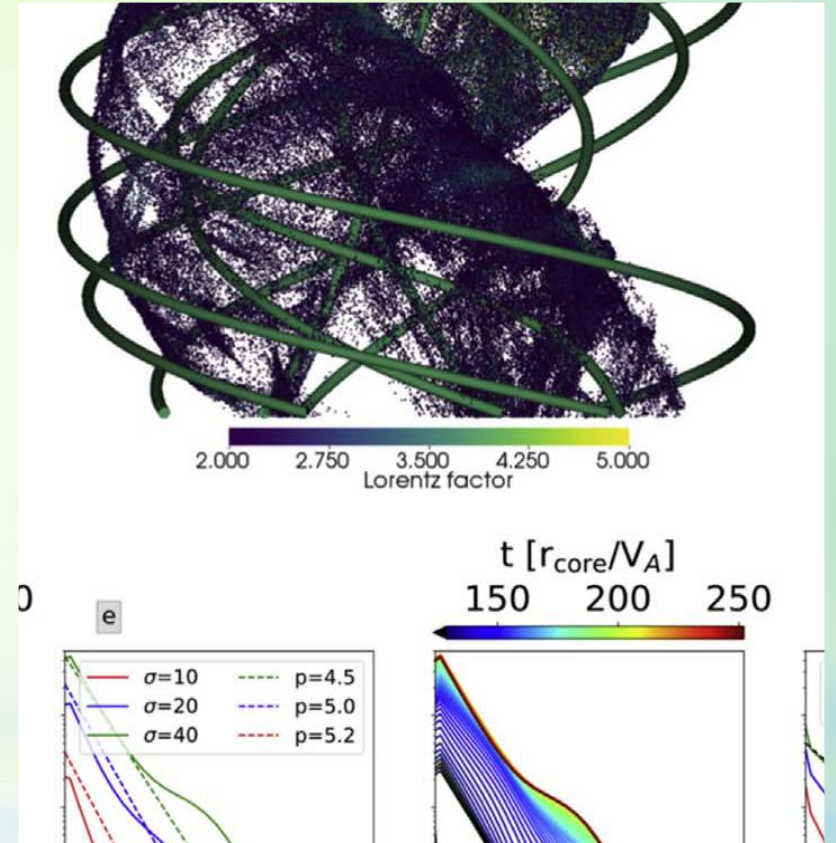 2.000 2.750 3.500 4.250 5.000
Lorentz factor
t [r_core/V_A]
0
e
150 200 250
σ=10 p=4.5
σ=20 p=5.0
σ=40 p=5.2